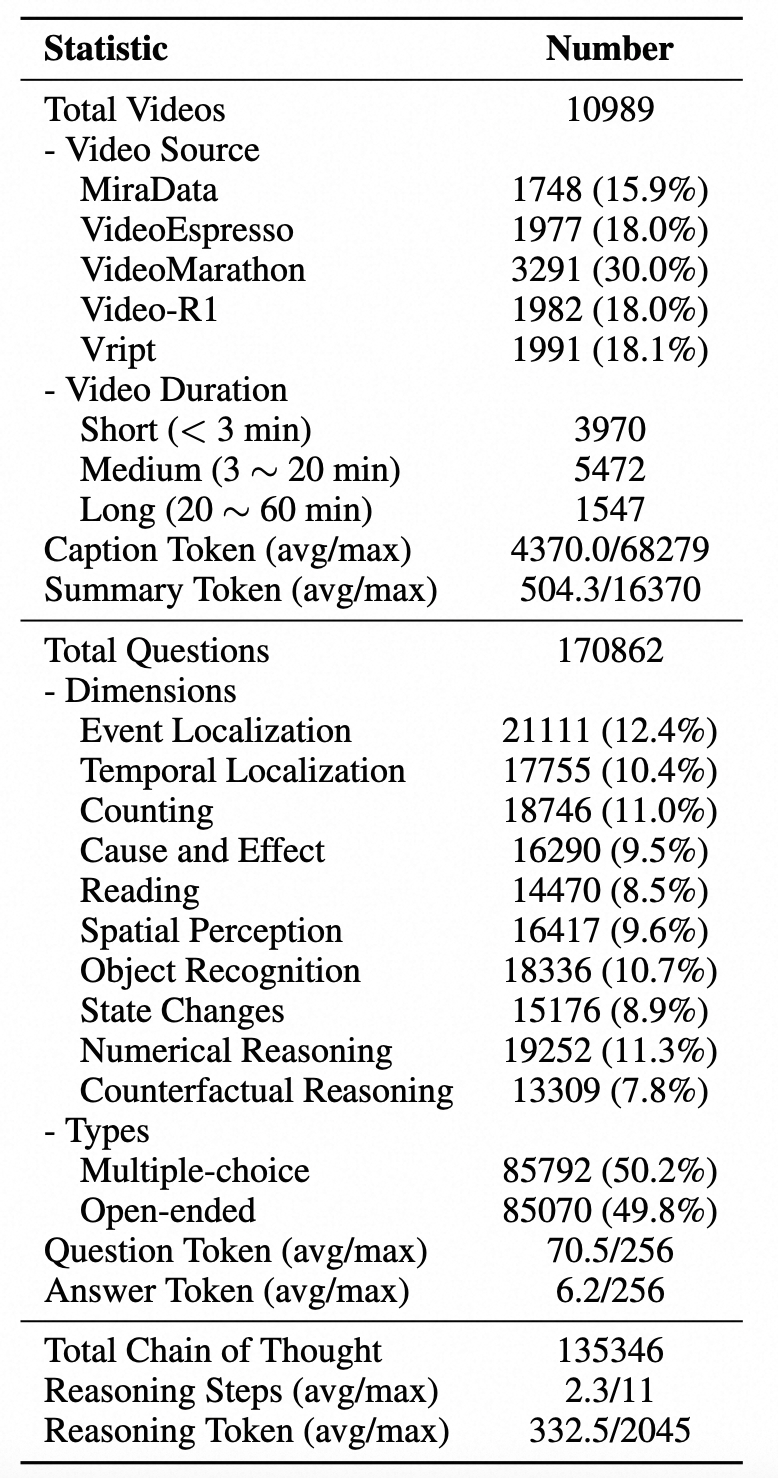 Statistic Number
Total Videos 10989
- Video Source
MiraData 1748 (15.9%)
VideoEspresso 1977 (18.0%)
VideoMarathon 3291 (30.0%)
Video-R1 1982 (18.0%)
Vript 1991 (18.1%)
- Video Duration
Short (< 3 min) 3970
Medium (3 ∼ 20 min) 5472
Long (20 ∼ 60 min) 1547
Caption Token (avg/max) 4370.0/68279
Summary Token (avg/max) 504.3/16370
Total Questions 170862
- Dimensions
Event Localization 21111 (12.4%)
Temporal Localization 17755 (10.4%)
Counting 18746 (11.0%)
Cause and Effect 16290 (9.5%)
Reading 14470 (8.5%)
Spatial Perception 16417 (9.6%)
Object Recognition 18336 (10.7%)
State Changes 15176 (8.9%)
Numerical Reasoning 19252 (11.3%)
Counterfactual Reasoning 13309 (7.8%)
- Types
Multiple-choice 85792 (50.2%)
Open-ended 85070 (49.8%)
Question Token (avg/max) 70.5/256
Answer Token (avg/max) 6.2/256
Total Chain of Thought 135346
Reasoning Steps (avg/max) 2.3/11
Reasoning Token (avg/max) 332.5/2045